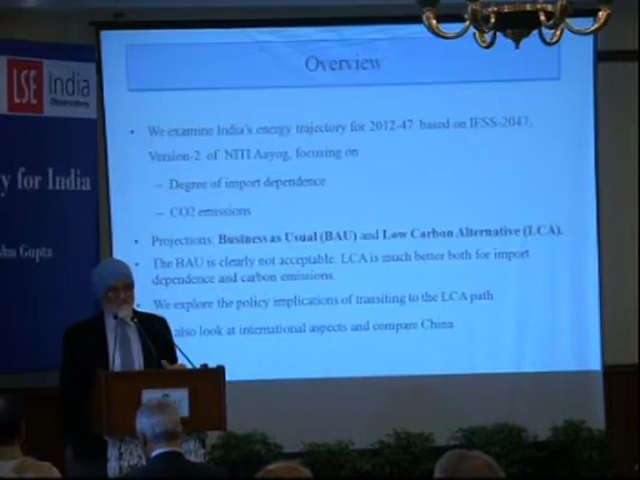 LSE India
Observatory
y for India
Gupta
Overview
• We examine India's energy trajectory for 2012-47 based on IESS-2047,
Version-2 of NITI Aayog, focusing on
– Degree of import dependence
– CO2 emissions
• Projections: Business as Usual (BAU) and Low Carbon Alternative (LCA).
• The BAU is clearly not acceptable. LCA is much better both for import
dependence and carbon emissions
We explore the policy implications of transiting to the LCA path
also look at international aspects and compare China